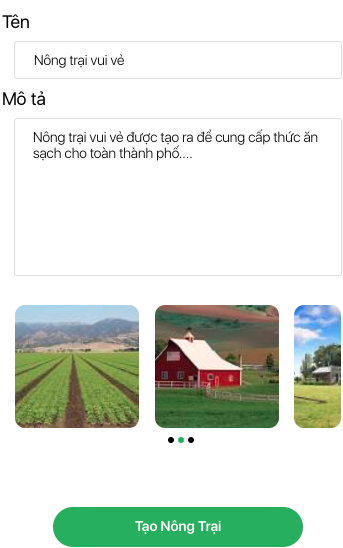 Tên
Nông trại vui vẻ
Mô tả
Nông trại vui vẻ được tạo ra để cung cấp thức ăn
sạch cho toàn thành phố....
Tạo Nông Trại